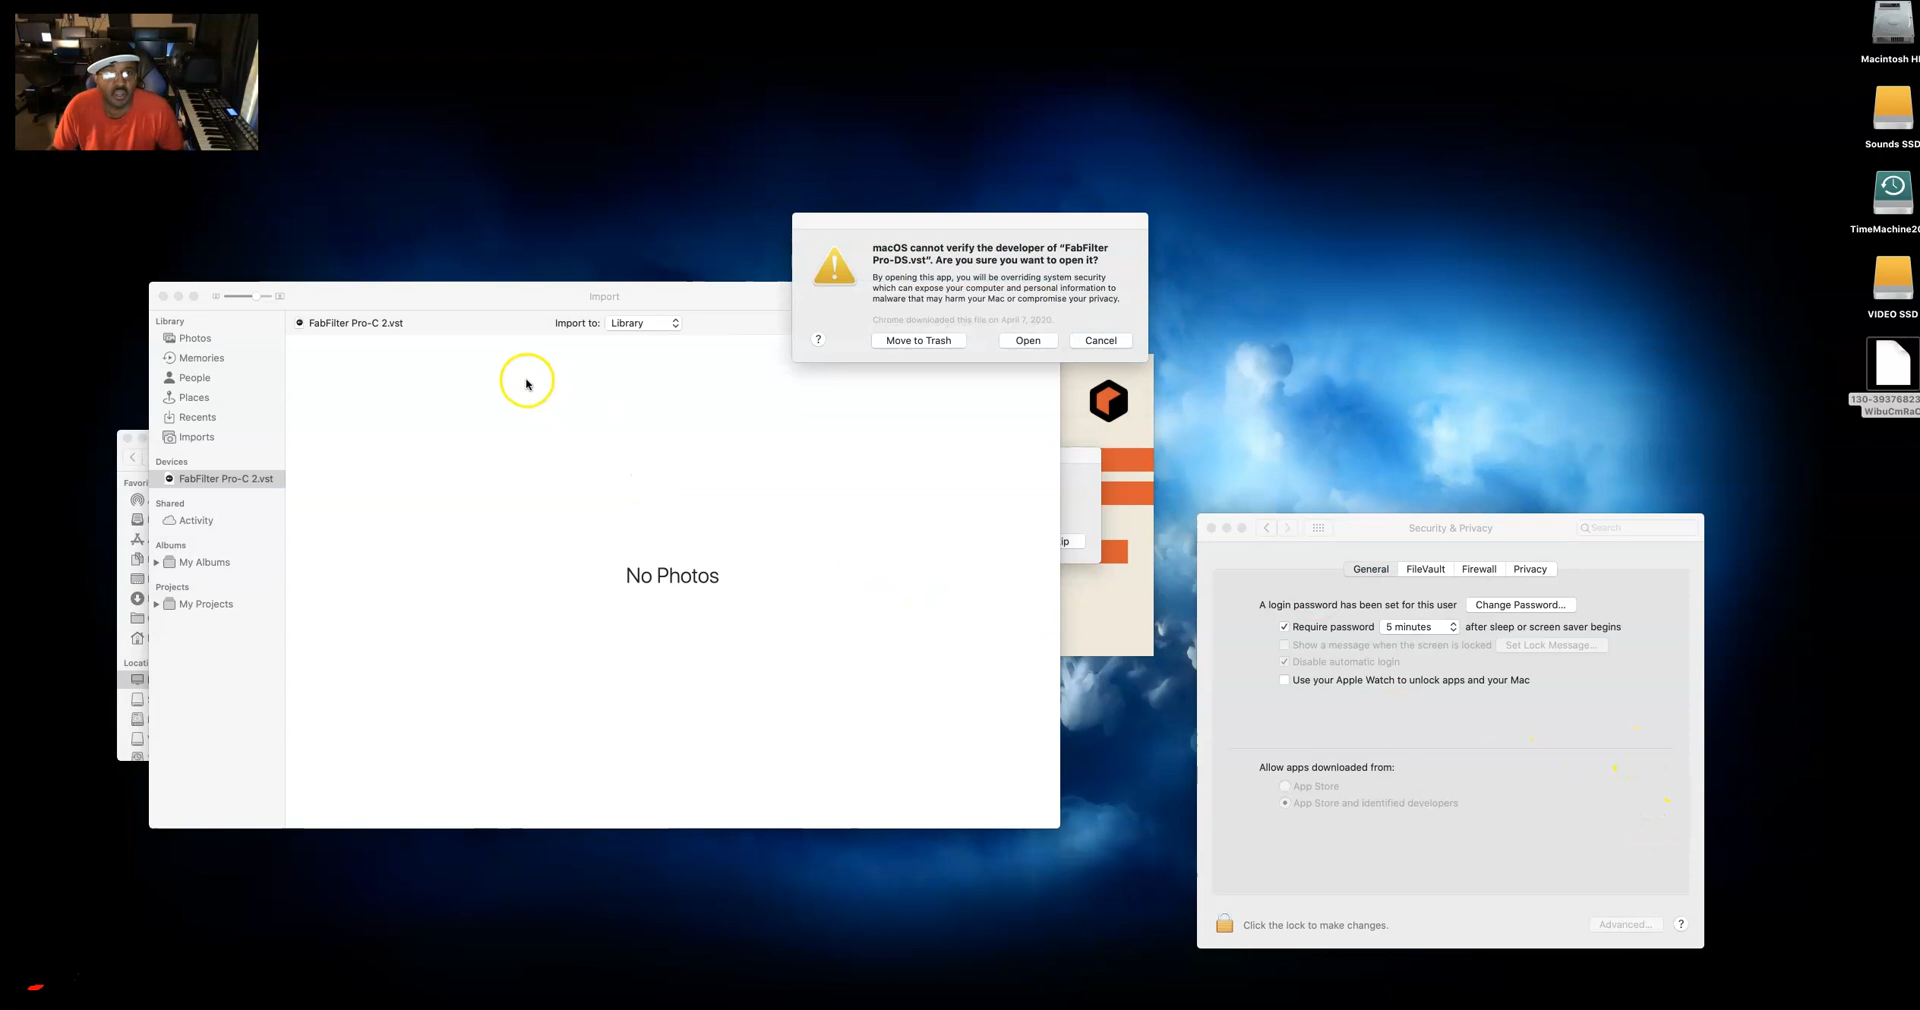 Macintosh H
Sounds SSD
TimeMachine20
VIDEO SSD
130-39376823
WibuCmRaC
macOS cannot verify the developer of “FabFilter
Pro-DS.vst”. Are you sure you want to open it?
By opening this app, you will be overriding system security
which can expose your computer and personal information to
malware that may harm your Mac or compromise your privacy.
Chrome downloaded this file on April 7, 2020.
?
Move to Trash
Open
Cancel
Import
FabFilter Pro-C 2.vst
Import to:
Library
Library
Photos
Memories
People
Places
Recents
Imports
Devices
FabFilter Pro-C 2.vst
Shared
Activity
Albums
My Albums
Projects
My Projects
No Photos
Favori
Locati
ip
Security & Privacy
Search
General
FileVault
Firewall
Privacy
A login password has been set for this user
Change Password...
Require password
5 minutes
after sleep or screen saver begins
Show a message when the screen is locked
Set Lock Message...
Disable automatic login
Use your Apple Watch to unlock apps and your Mac
Allow apps downloaded from:
App Store
App Store and identified developers
Click the lock to make changes.
Advanced...
?